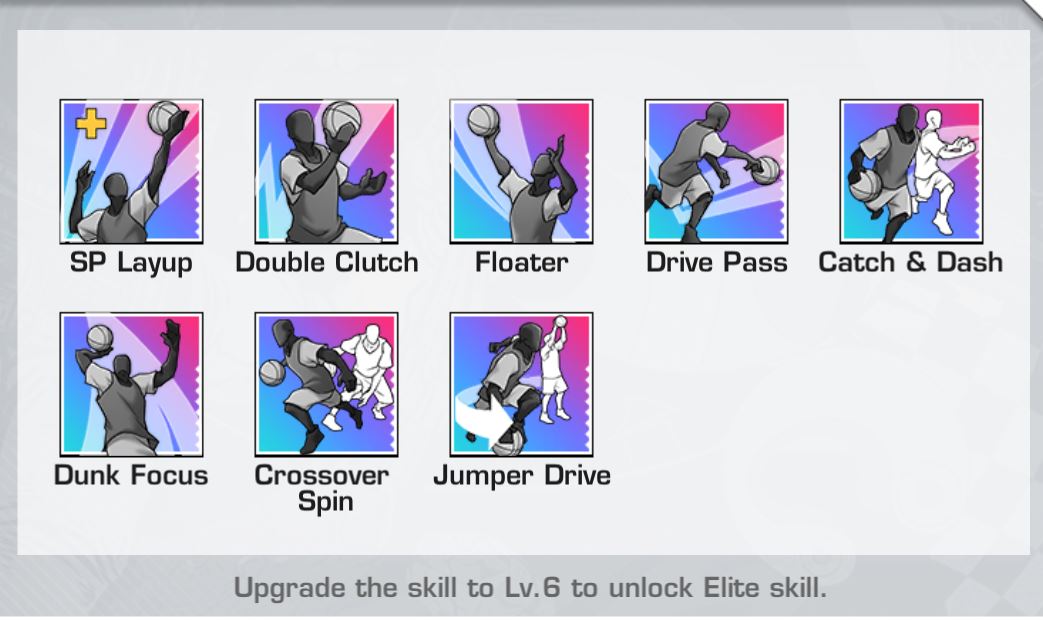 SP Layup
Double Clutch
Floater
Drive Pass
Catch & Dash
Dunk Focus
Crossover
Spin
Jumper Drive
Upgrade the skill to Lv.6 to unlock Elite skill.